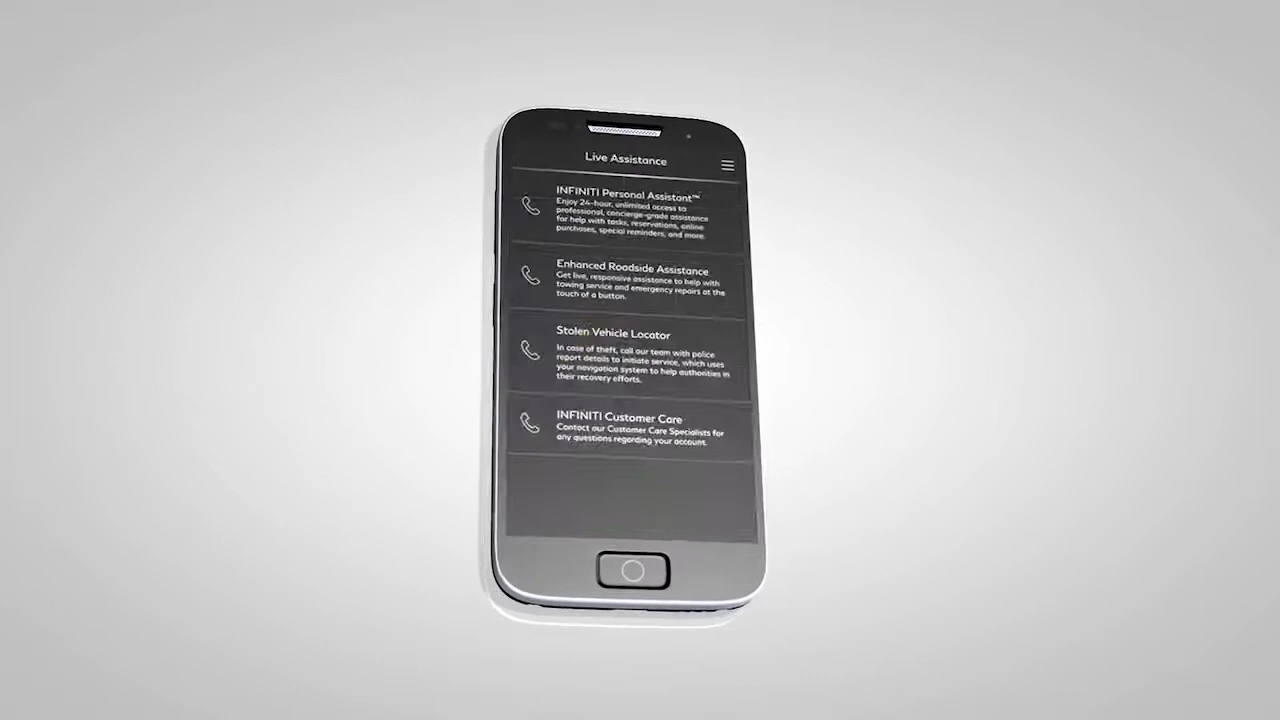 Live Assistance
INFINITI Personal Assistant™
Enjoy 24-hour, unlimited access to
professional, concierge-grade assistance
for help with tasks, reservations, online
purchases, special reminders, and more.
Enhanced Roadside Assistance
Get live, responsive assistance to help with
towing service and emergency repairs at the
touch of a button.
Stolen Vehicle Locator
In case of theft, call our team with police
report details to initiate service, which uses
your navigation system to help authorities in
their recovery efforts.
INFINITI Customer Care
Contact our Customer Care Specialists for
any questions regarding your account.